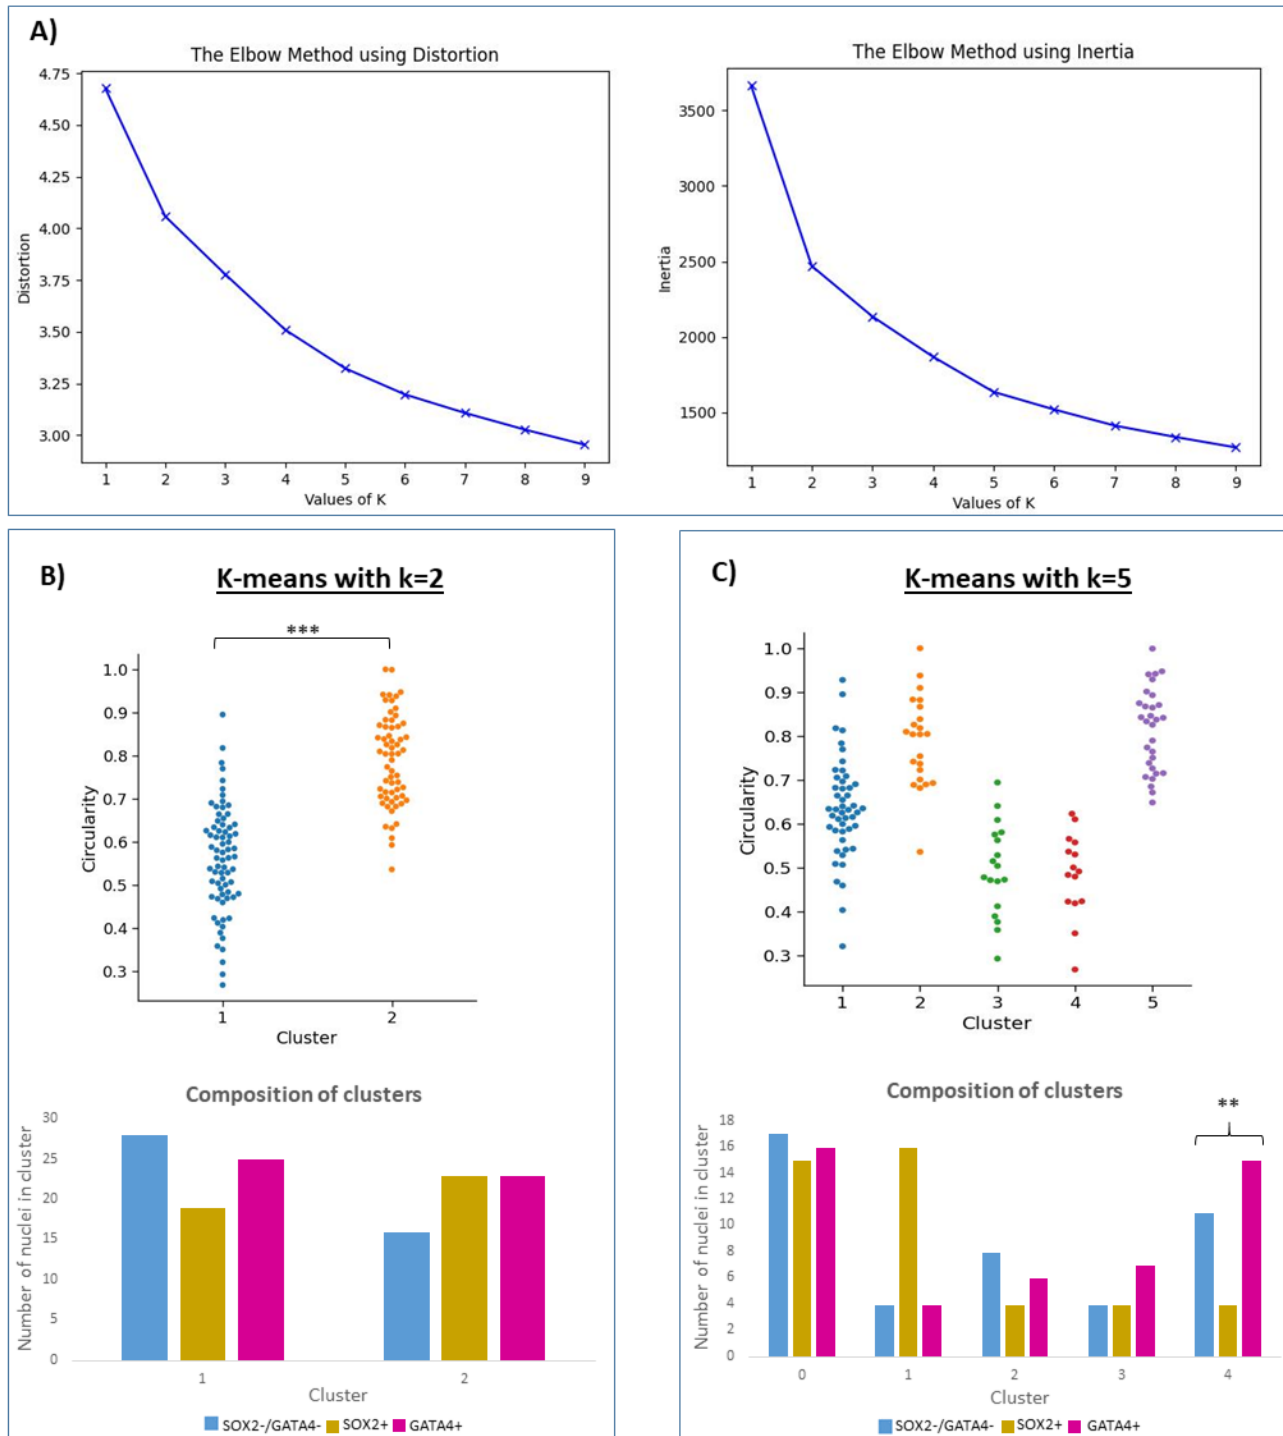 A)
The Elbow Method using Distortion
4.75
4.50
4.25
4.00
3.75
3.50
3.25
3.00
Distortion
1 2 3 4 5 6 7 8 9
Values of K
The Elbow Method using Inertia
3500
3000
2500
2000
1500
Inertia
1 2 3 4 5 6 7 8 9
Values of K
B)
K-means with k=2
***
1.0
0.9
0.8
0.7
0.6
0.5
0.4
0.3
Circularity
1 2
Cluster
Composition of clusters
30
25
20
15
10
5
0
Number of nuclei in cluster
1 2
Cluster
SOX2-/GATA4- SOX2+ GATA4+
C)
K-means with k=5
1.0
0.9
0.8
0.7
0.6
0.5
0.4
0.3
Circularity
1 2 3 4 5
Cluster
Composition of clusters
**
18
16
14
12
10
8
6
4
2
0
Number of nuclei in cluster
0 1 2 3 4
Cluster
SOX2-/GATA4- SOX2+ GATA4+